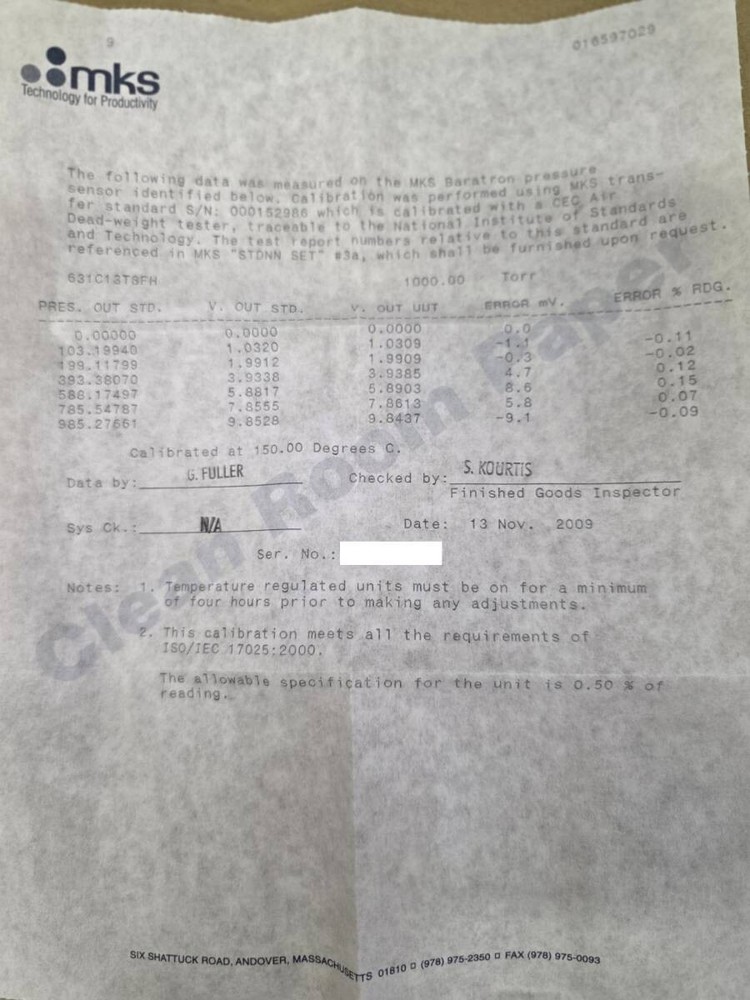 9
016597029
mks
Technology for Productivity
The following data was measured on the MKS Baratron pressure
sensor identified below. Calibration was performed using MKS trans-
fer standard S/N: 000152986 which is calibrated with a CEC Air
Dead-weight tester, traceable to the National Institute of Standards
and Technology. The test report numbers relative to this standard are
referenced in MKS "STDNN SET" #3a, which shall be furnished upon request.
631C13TBFH 1000.00 Torr
PRES. OUT STD. V. OUT STD. V. OUT UUT ERROR mV. ERROR % RDG.
0.00000 0.0000 0.0000 0.0
103.19940 1.0320 1.0309 -1.1 -0.11
199.11799 1.9912 1.9909 -0.3 -0.02
393.38070 3.9338 3.9385 4.7 0.12
588.17497 5.8817 5.8903 8.6 0.15
785.54787 7.8555 7.8613 5.8 0.07
985.27661 9.8528 9.8437 -9.1 -0.09
Calibrated at 150.00 Degrees C.
Data by: G. FULLER Checked by: S. KOURTIS
Finished Goods Inspector
Sys Ck.: N/A Date: 13 Nov. 2009
Ser. No.:
Notes: 1. Temperature regulated units must be on for a minimum
of four hours prior to making any adjustments.
2. This calibration meets all the requirements of
ISO/IEC 17025:2000.
The allowable specification for the unit is 0.50 % of
reading.
Clean Room Paper
SIX SHATTUCK ROAD, ANDOVER, MASSACHUSETTS 01810 □ (978) 975-2350 □ FAX (978) 975-0093